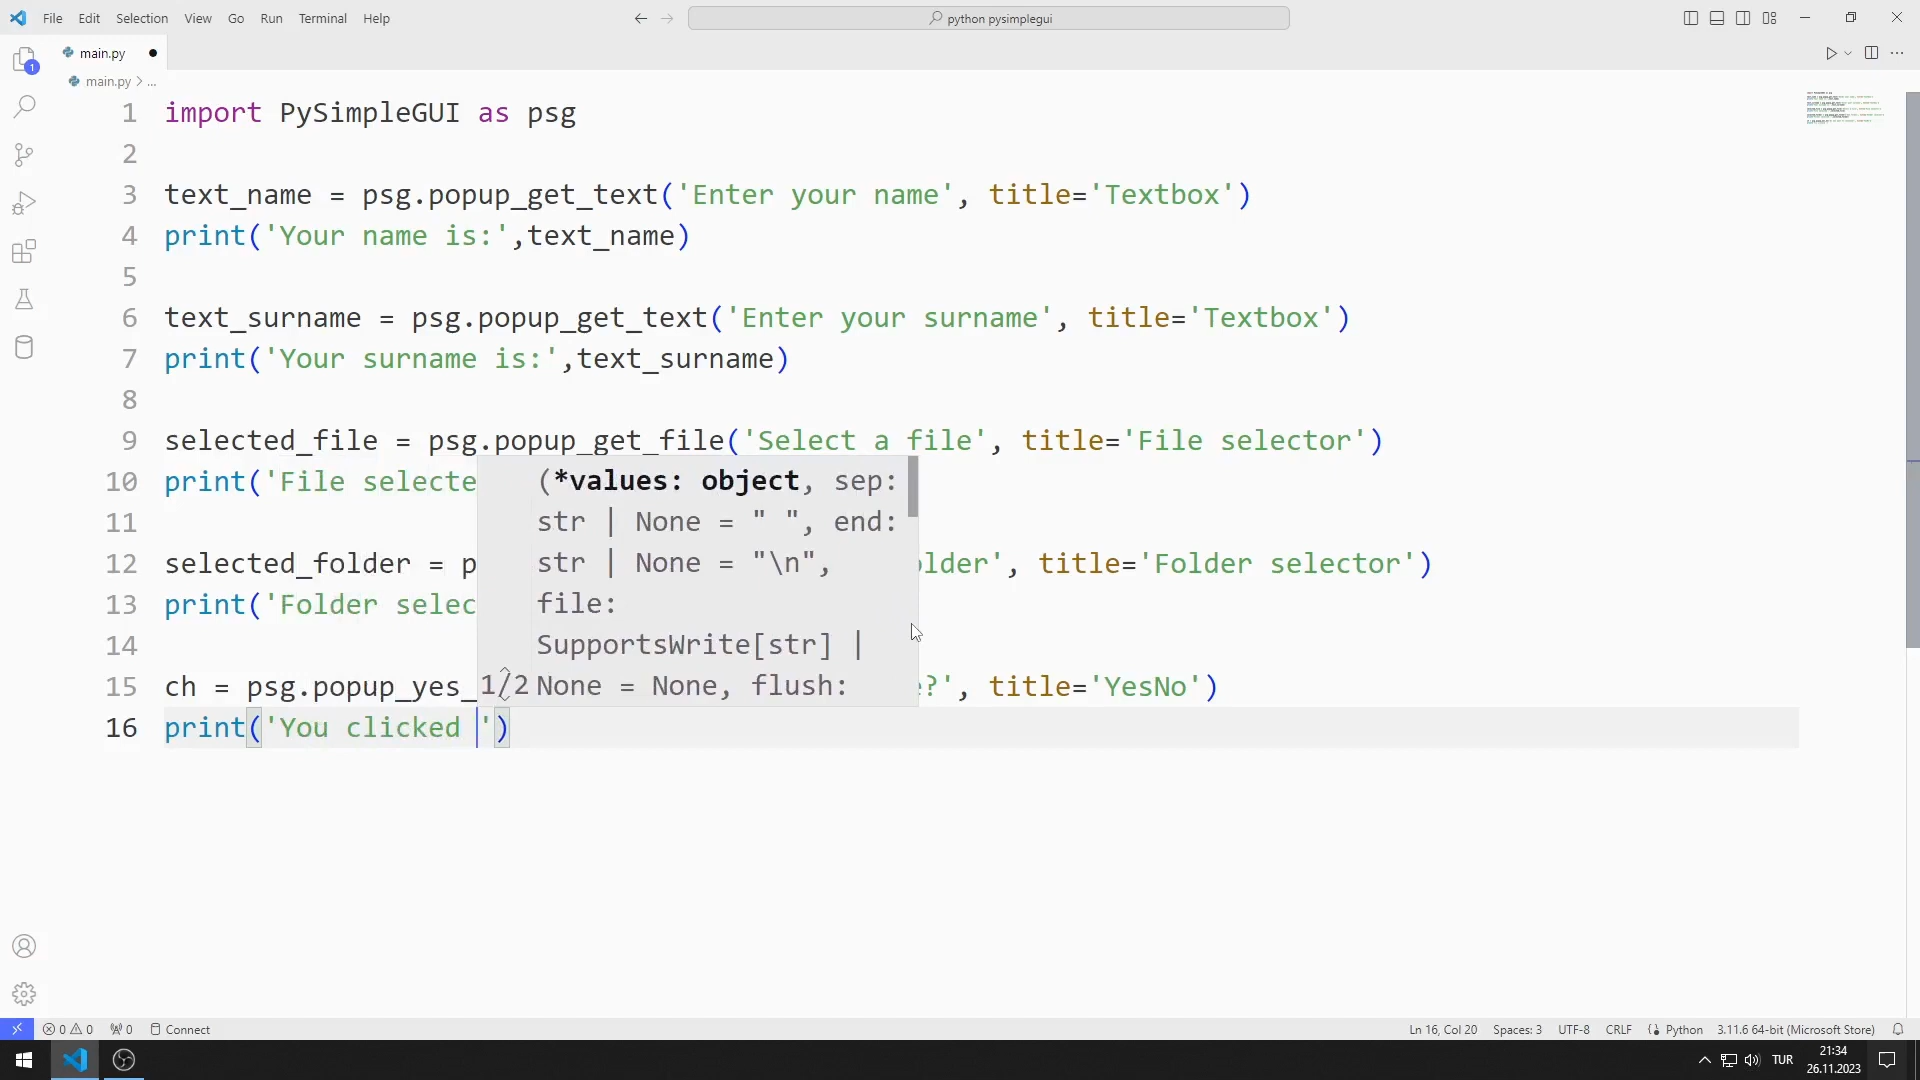 File Edit Selection View Go Run Terminal Help
python pysimplegui
1
main.py
main.py > ...
1 import PySimpleGUI as psg
2
3 text_name = psg.popup_get_text('Enter your name', title='Textbox')
4 print('Your name is:',text_name)
5
6 text_surname = psg.popup_get_text('Enter your surname', title='Textbox')
7 print('Your surname is:',text_surname)
8
9 selected_file = psg.popup_get_file('Select a file', title='File selector')
10 print('File selecte
(*values: object, sep:
11
str | None = " ", end:
12 selected_folder = p
str | None = "\n",
lder', title='Folder selector')
13 print('Folder selec
file:
14
SupportsWrite[str] |
15 ch = psg.popup_yes_
1/2 None = None, flush:
?', title='YesNo')
16 print('You clicked ')
0 0 0 Connect
Ln 16, Col 20 Spaces: 3 UTF-8 CRLF Python 3.11.6 64-bit (Microsoft Store)
TUR
21:34
26.11.2023